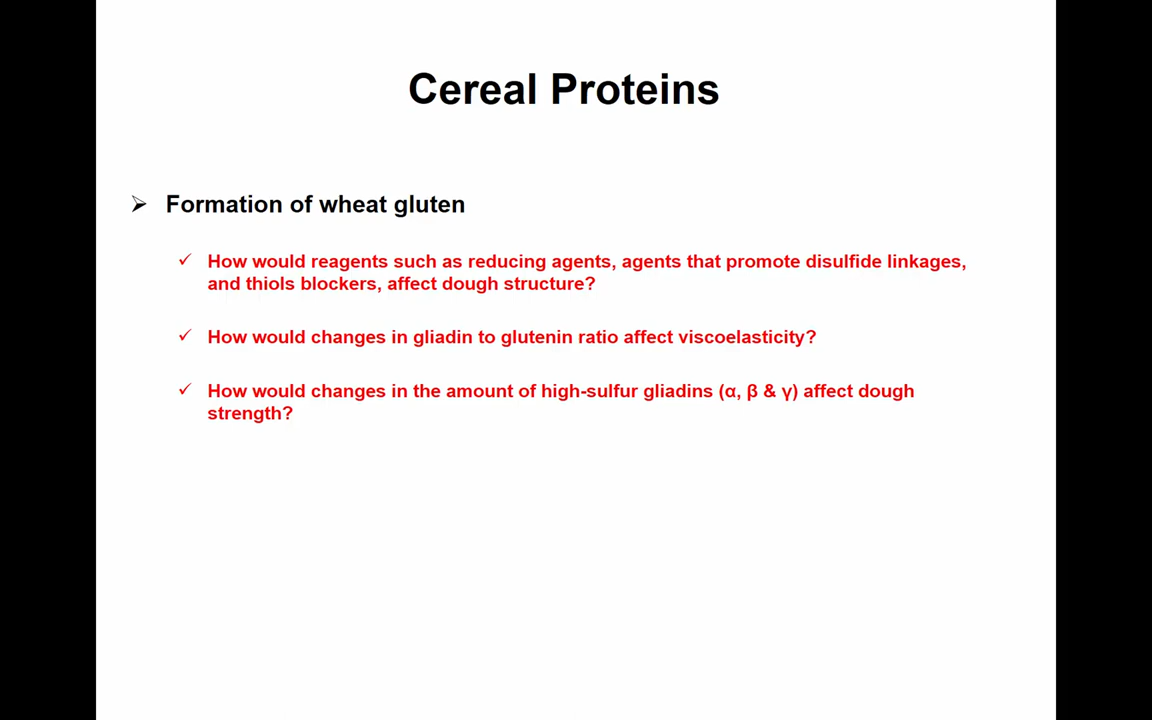 Cereal Proteins
➢ Formation of wheat gluten
✓ How would reagents such as reducing agents, agents that promote disulfide linkages,
and thiols blockers, affect dough structure?
✓ How would changes in gliadin to glutenin ratio affect viscoelasticity?
✓ How would changes in the amount of high-sulfur gliadins (α, β & γ) affect dough
strength?